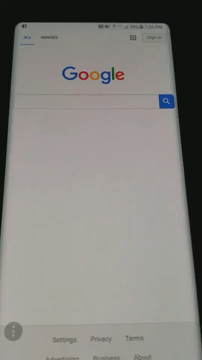 ALL IMAGES Sign in
Google
Settings Privacy Terms
Advertising Business About